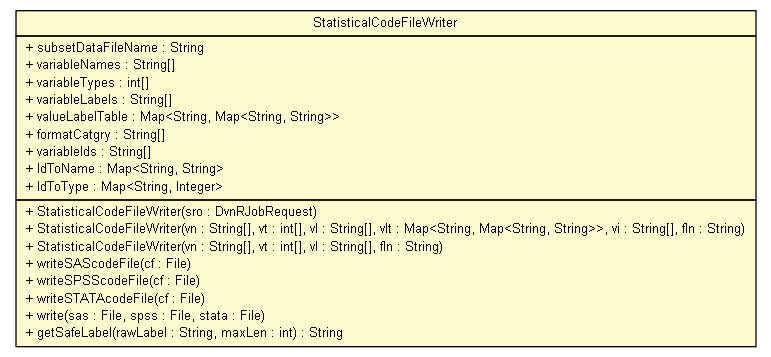 StatisticalCodeFileWriter
+ subsetDataFileName : String
+ variableNames : String[]
+ variableTypes : int[]
+ variableLabels : String[]
+ valueLabelTable : Map<String, Map<String, String>>
+ formatCatgry : String[]
+ variableIds : String[]
+ IdToName : Map<String, String>
+ IdToType : Map<String, Integer>
+ StatisticalCodeFileWriter(sro : DvnRJobRequest)
+ StatisticalCodeFileWriter(vn : String[], vt : int[], vl : String[], vlt : Map<String, Map<String, String>>, vi : String[], fln : String)
+ StatisticalCodeFileWriter(vn : String[], vt : int[], vl : String[], fln : String)
+ writeSAScodeFile(cf : File)
+ writeSPSScodeFile(cf : File)
+ writeSTATAcodeFile(cf : File)
+ write(sas : File, spss : File, stata : File)
+ getSafeLabel(rawLabel : String, maxLen : int) : String